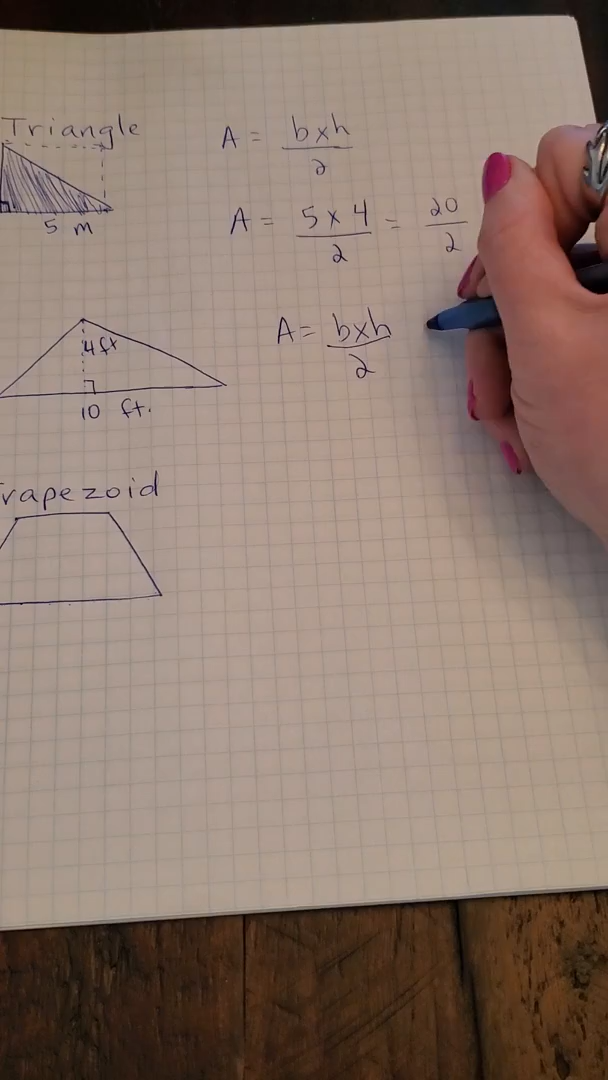 Triangle
A = b x h / 2
5 m
A = 5 x 4 / 2 = 20 / 2
4 ft
10 ft.
A = b x h / 2
rapezoid